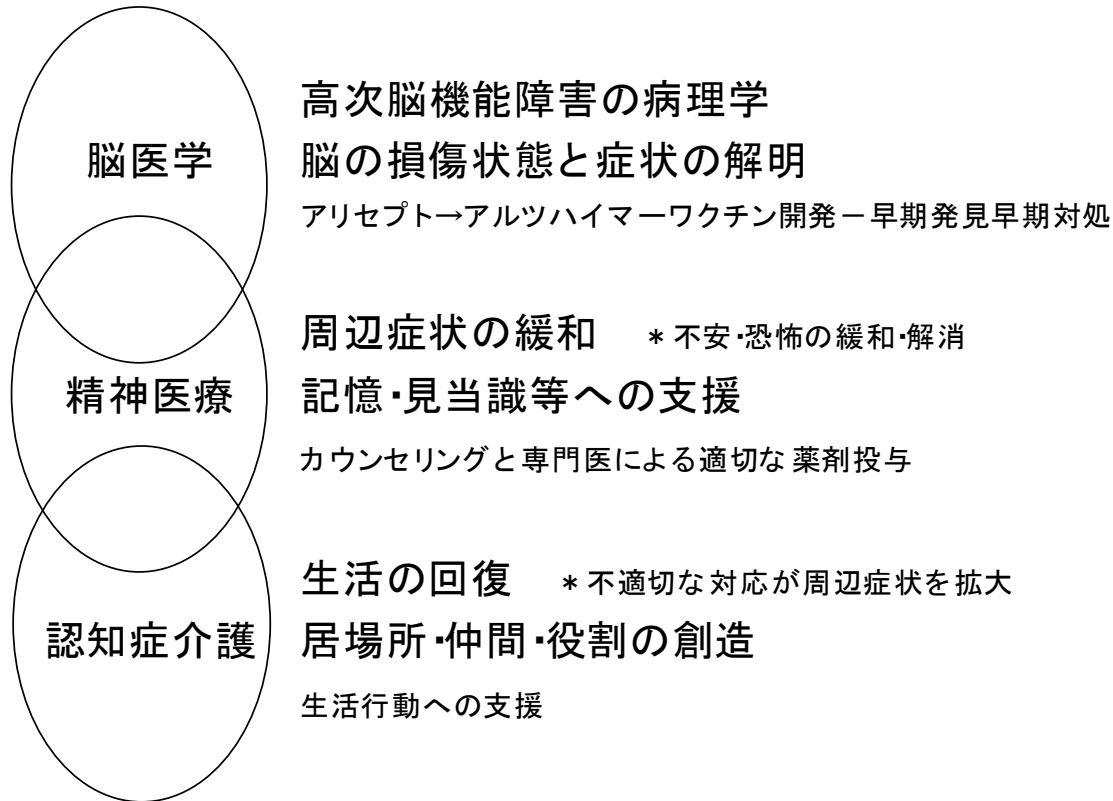 脳医学
高次脳機能障害の病理学
脳の損傷状態と症状の解明
アリセプト→アルツハイマーワクチン開発－早期発見早期対処
精神医療
周辺症状の緩和 ＊不安・恐怖の緩和・解消
記憶・見当識等への支援
カウンセリングと専門医による適切な薬剤投与
認知症介護
生活の回復 ＊不適切な対応が周辺症状を拡大
居場所・仲間・役割の創造
生活行動への支援